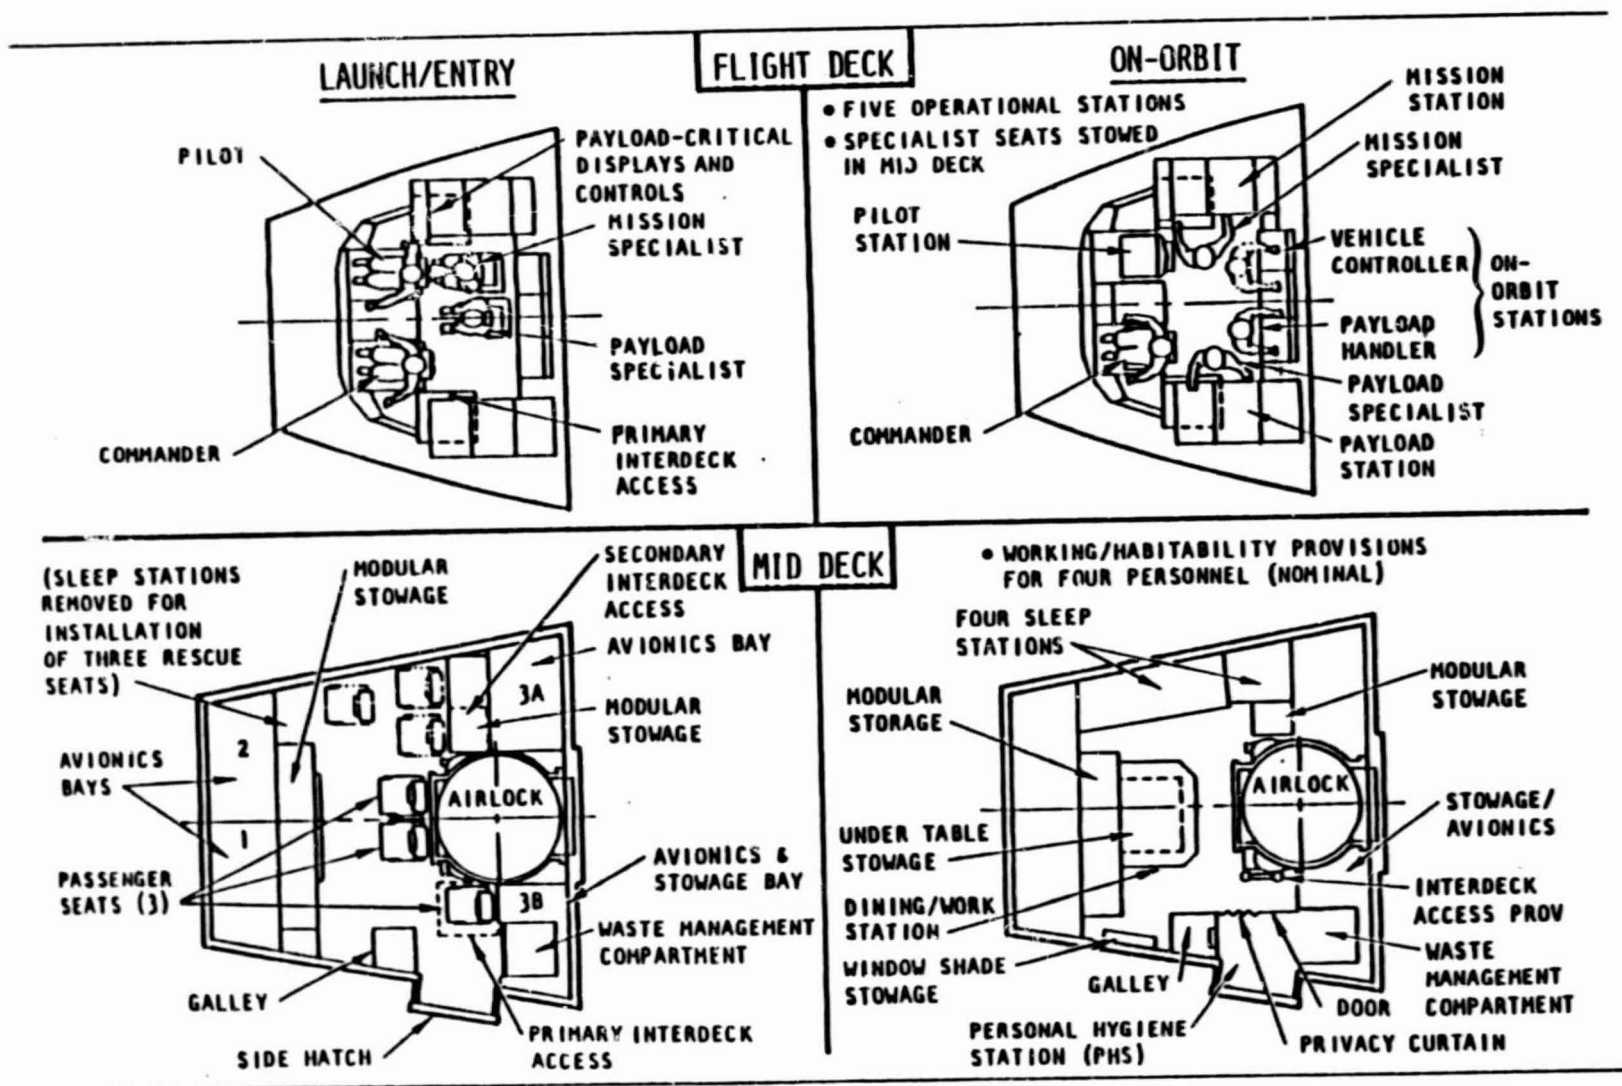 FLIGHT DECK
LAUNCH/ENTRY
PILOT
PAYLOAD-CRITICAL
DISPLAYS AND
CONTROLS
MISSION
SPECIALIST
PAYLOAD
SPECIALIST
PRIMARY
INTERDECK
ACCESS
COMMANDER
ON-ORBIT
• FIVE OPERATIONAL STATIONS
• SPECIALIST SEATS STOWED
IN MID DECK
MISSION
STATION
MISSION
SPECIALIST
PILOT
STATION
VEHICLE
CONTROLLER
ON-
ORBIT
STATIONS
PAYLOAD
HANDLER
PAYLOAD
SPECIALIST
COMMANDER
PAYLOAD
STATION
MID DECK
(SLEEP STATIONS
REMOVED FOR
INSTALLATION
OF THREE RESCUE
SEATS)
MODULAR
STOWAGE
SECONDARY
INTERDECK
ACCESS
AVIONICS BAY
3A
MODULAR
STOWAGE
2
AVIONICS
BAYS
1
AIRLOCK
PASSENGER
SEATS (3)
AVIONICS &
STOWAGE BAY
3B
WASTE MANAGEMENT
COMPARTMENT
GALLEY
PRIMARY INTERDECK
ACCESS
SIDE HATCH
• WORKING/HABITABILITY PROVISIONS
FOR FOUR PERSONNEL (NOMINAL)
FOUR SLEEP
STATIONS
MODULAR
STOWAGE
MODULAR
STORAGE
AIRLOCK
STOWAGE/
AVIONICS
UNDER TABLE
STOWAGE
INTERDECK
ACCESS PROV
DINING/WORK
STATION
WINDOW SHADE
STOWAGE
GALLEY
WASTE
MANAGEMENT
COMPARTMENT
DOOR
PERSONAL HYGIENE
STATION (PHS)
PRIVACY CURTAIN